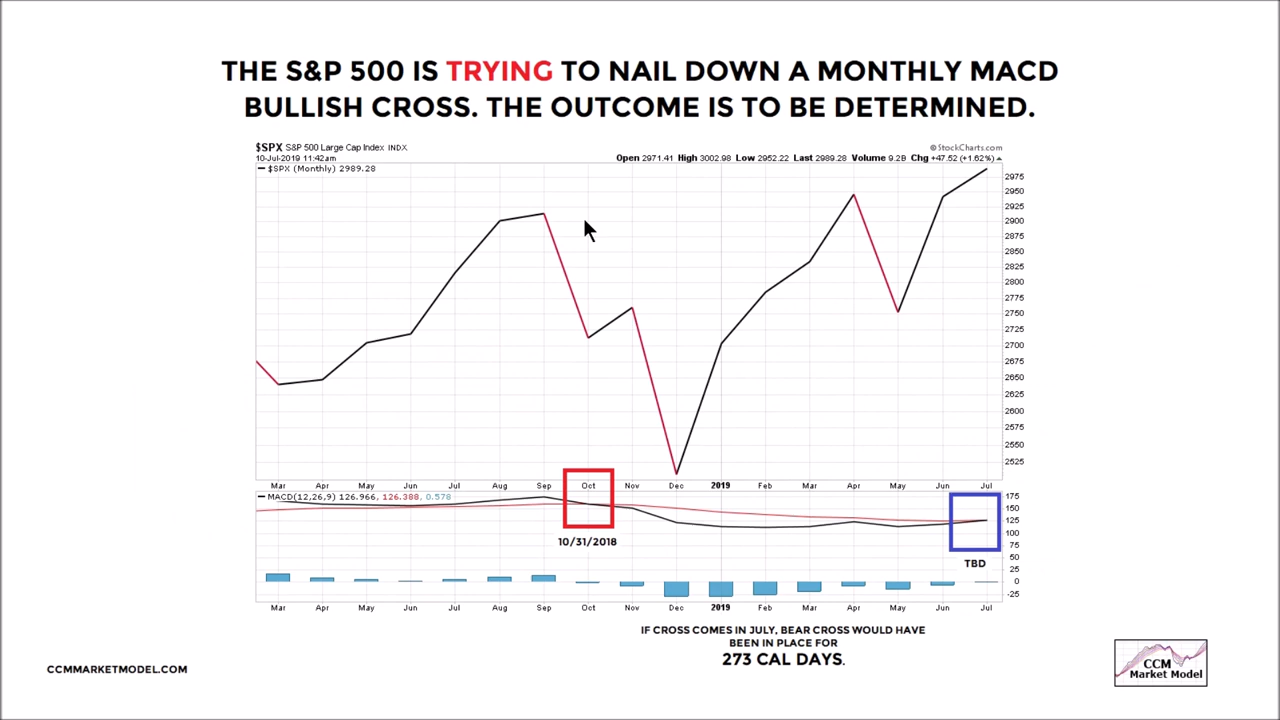 THE S&P 500 IS TRYING TO NAIL DOWN A MONTHLY MACD
BULLISH CROSS. THE OUTCOME IS TO BE DETERMINED.
$SPX S&P 500 Large Cap Index INDX
© StockCharts.com
10-Jul-2019 11:42am
Open 2971.41 High 3002.98 Low 2952.22 Last 2989.28 Volume 9.2B Chg +47.52 (+1.62%)
$SPX (Monthly) 2989.28
2975
2950
2925
2900
2875
2850
2825
2800
2775
2750
2725
2700
2675
2650
2625
2600
2575
2550
2525
Mar Apr May Jun Jul Aug Sep Oct Nov Dec 2019 Feb Mar Apr May Jun Jul
MACD(12,26,9) 126.966, 126.388, 0.578
175
150
125
100
75
50
25
0
-25
10/31/2018
TBD
Mar Apr May Jun Jul Aug Sep Oct Nov Dec 2019 Feb Mar Apr May Jun Jul
IF CROSS COMES IN JULY, BEAR CROSS WOULD HAVE
BEEN IN PLACE FOR
273 CAL DAYS.
CCMMARKETMODEL.COM
CCM
Market Model